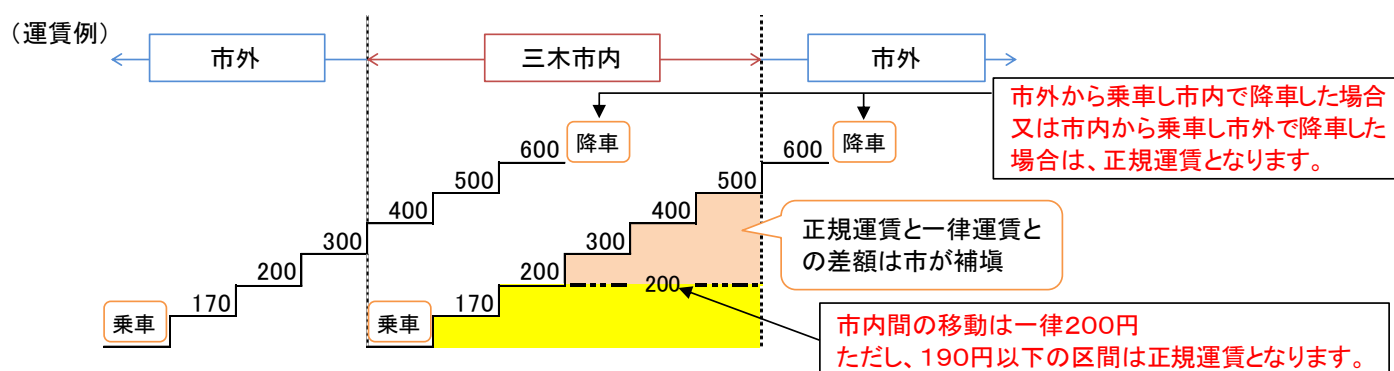 (運賃例)
市外
三木市内
市外
市外から乗車し市内で降車した場合
又は市内から乗車し市外で降車した
場合は、正規運賃となります。
降車
降車
600
600
500
500
400
400
正規運賃と一律運賃と
の差額は市が補塡
300
300
200
200
200
170
170
乗車
乗車
市内間の移動は一律200円
ただし、190円以下の区間は正規運賃となります。